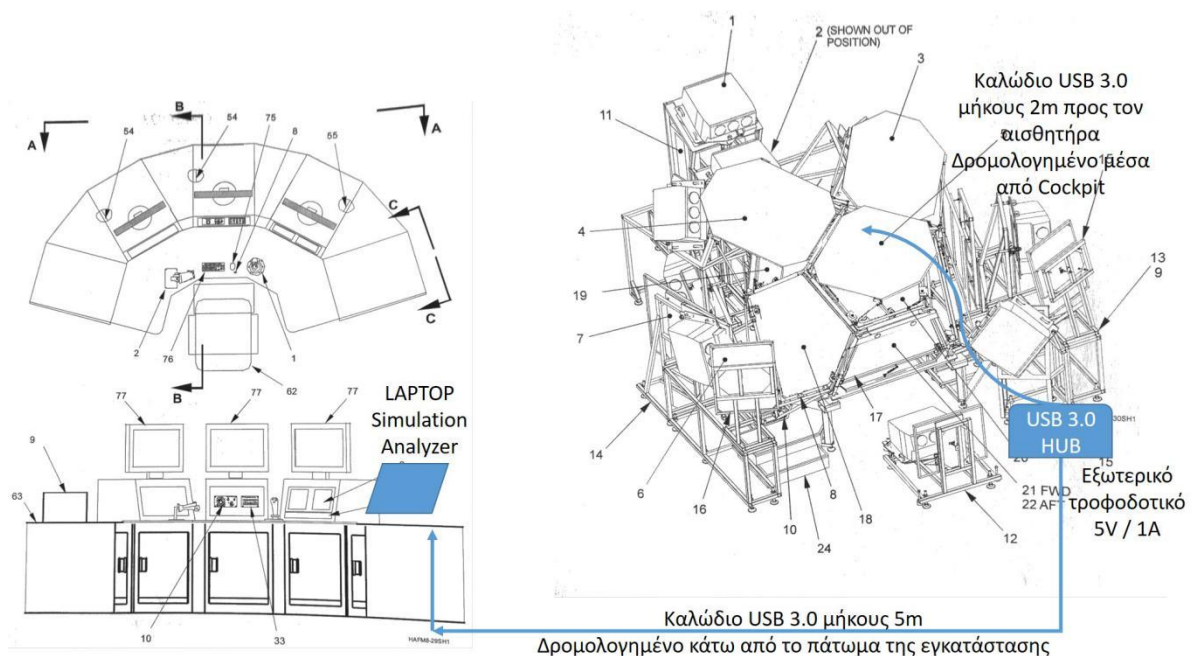 B
54
54
75
8
A
A
55
C
C
2
76
1
B
62
77
77
77
LAPTOP
Simulation
Analyzer
9
63
10
33
HAFM8-29SH1
1
2 (SHOWN OUT OF
POSITION)
3
11
Καλώδιο USB 3.0
μήκους 2m προς τον
αισθητήρα
Δρομολογημένο μέσα
από Cockpit
4
19
7
13
9
14
6
16
10
24
8
18
17
12
USB 3.0
HUB
30SH1
15
21 FWD
22 AFT
Εξωτερικό
τροφοδοτικό
5V / 1A
Καλώδιο USB 3.0 μήκους 5m
Δρομολογημένο κάτω από το πάτωμα της εγκατάστασης